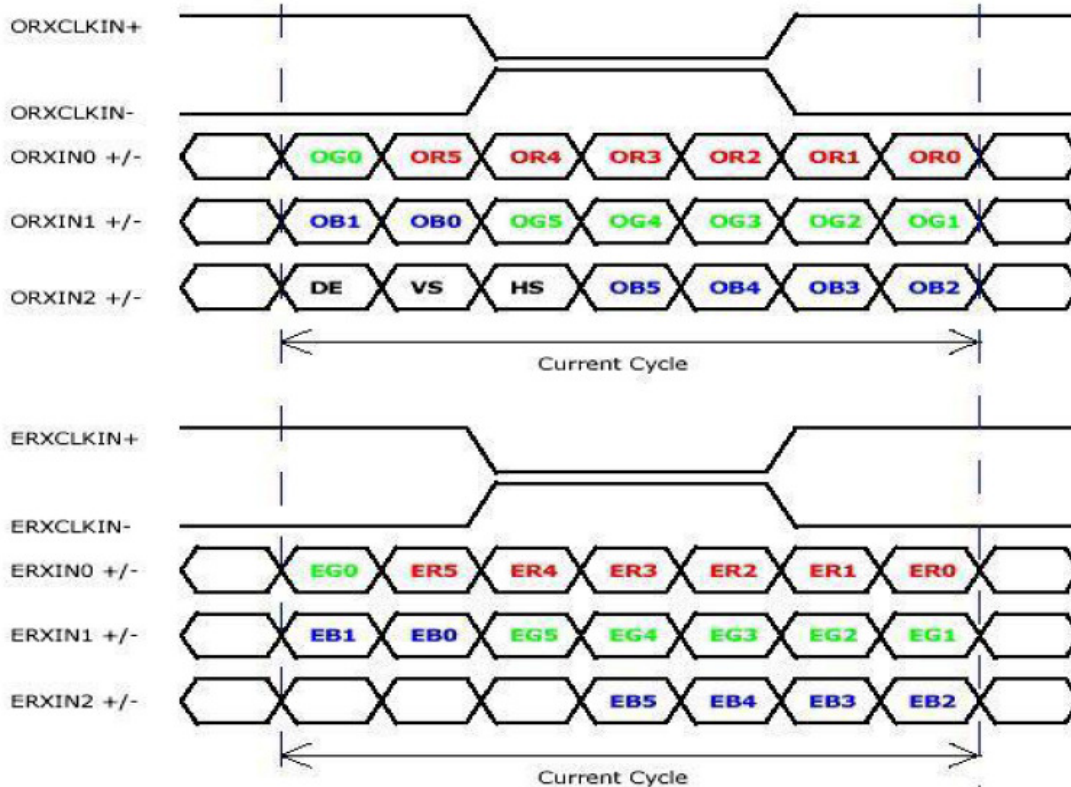 ORXCLKIN+
ORXCLKIN-
ORXIN0 +/- OG0 OR5 OR4 OR3 OR2 OR1 OR0
ORXIN1 +/- OB1 OB0 OG5 OG4 OG3 OG2 OG1
ORXIN2 +/- DE VS HS OB5 OB4 OB3 OB2
Current Cycle
ERXCLKIN+
ERXCLKIN-
ERXIN0 +/- EG0 ER5 ER4 ER3 ER2 ER1 ER0
ERXIN1 +/- EB1 EB0 EG5 EG4 EG3 EG2 EG1
ERXIN2 +/- EB5 EB4 EB3 EB2
Current Cycle